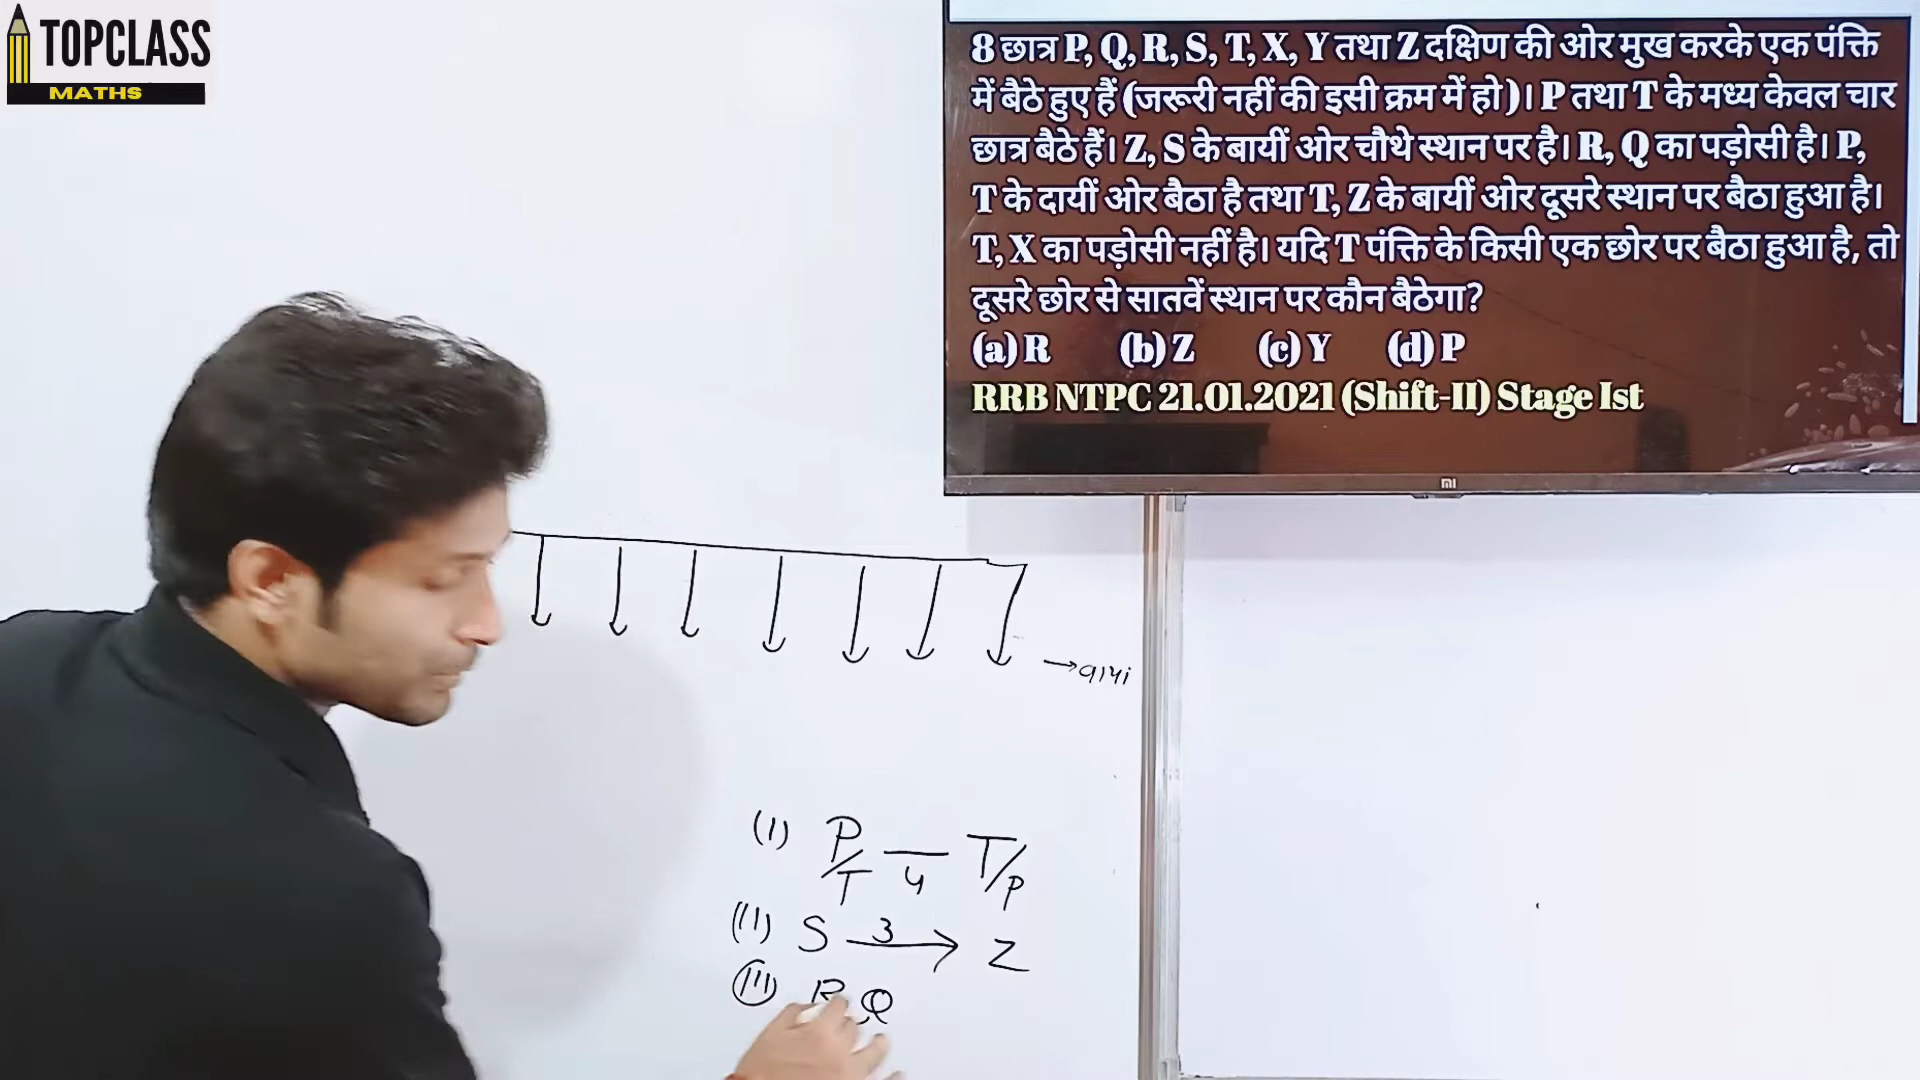 TOPCLASS
MATHS
8 छात्र P, Q, R, S, T, X, Y तथा Z दक्षिण की ओर मुख करके एक पंक्ति
में बैठे हुए हैं (जरूरी नहीं की इसी क्रम में हो)। P तथा T के मध्य केवल चार
छात्र बैठे हैं। Z, S के बायीं ओर चौथे स्थान पर है। R, Q का पड़ोसी है। P,
T के दायीं ओर बैठा है तथा T, Z के बायीं ओर दूसरे स्थान पर बैठा हुआ है।
T, X का पड़ोसी नहीं है। यदि T पंक्ति के किसी एक छोर पर बैठा हुआ है, तो
दूसरे छोर से सातवें स्थान पर कौन बैठेगा?
(a) R (b) Z (c) Y (d) P
RRB NTPC 21.01.2021 (Shift-II) Stage Ist
mi
(I) P/T 4 T/P
(II) S 3 → Z
(III) R Q